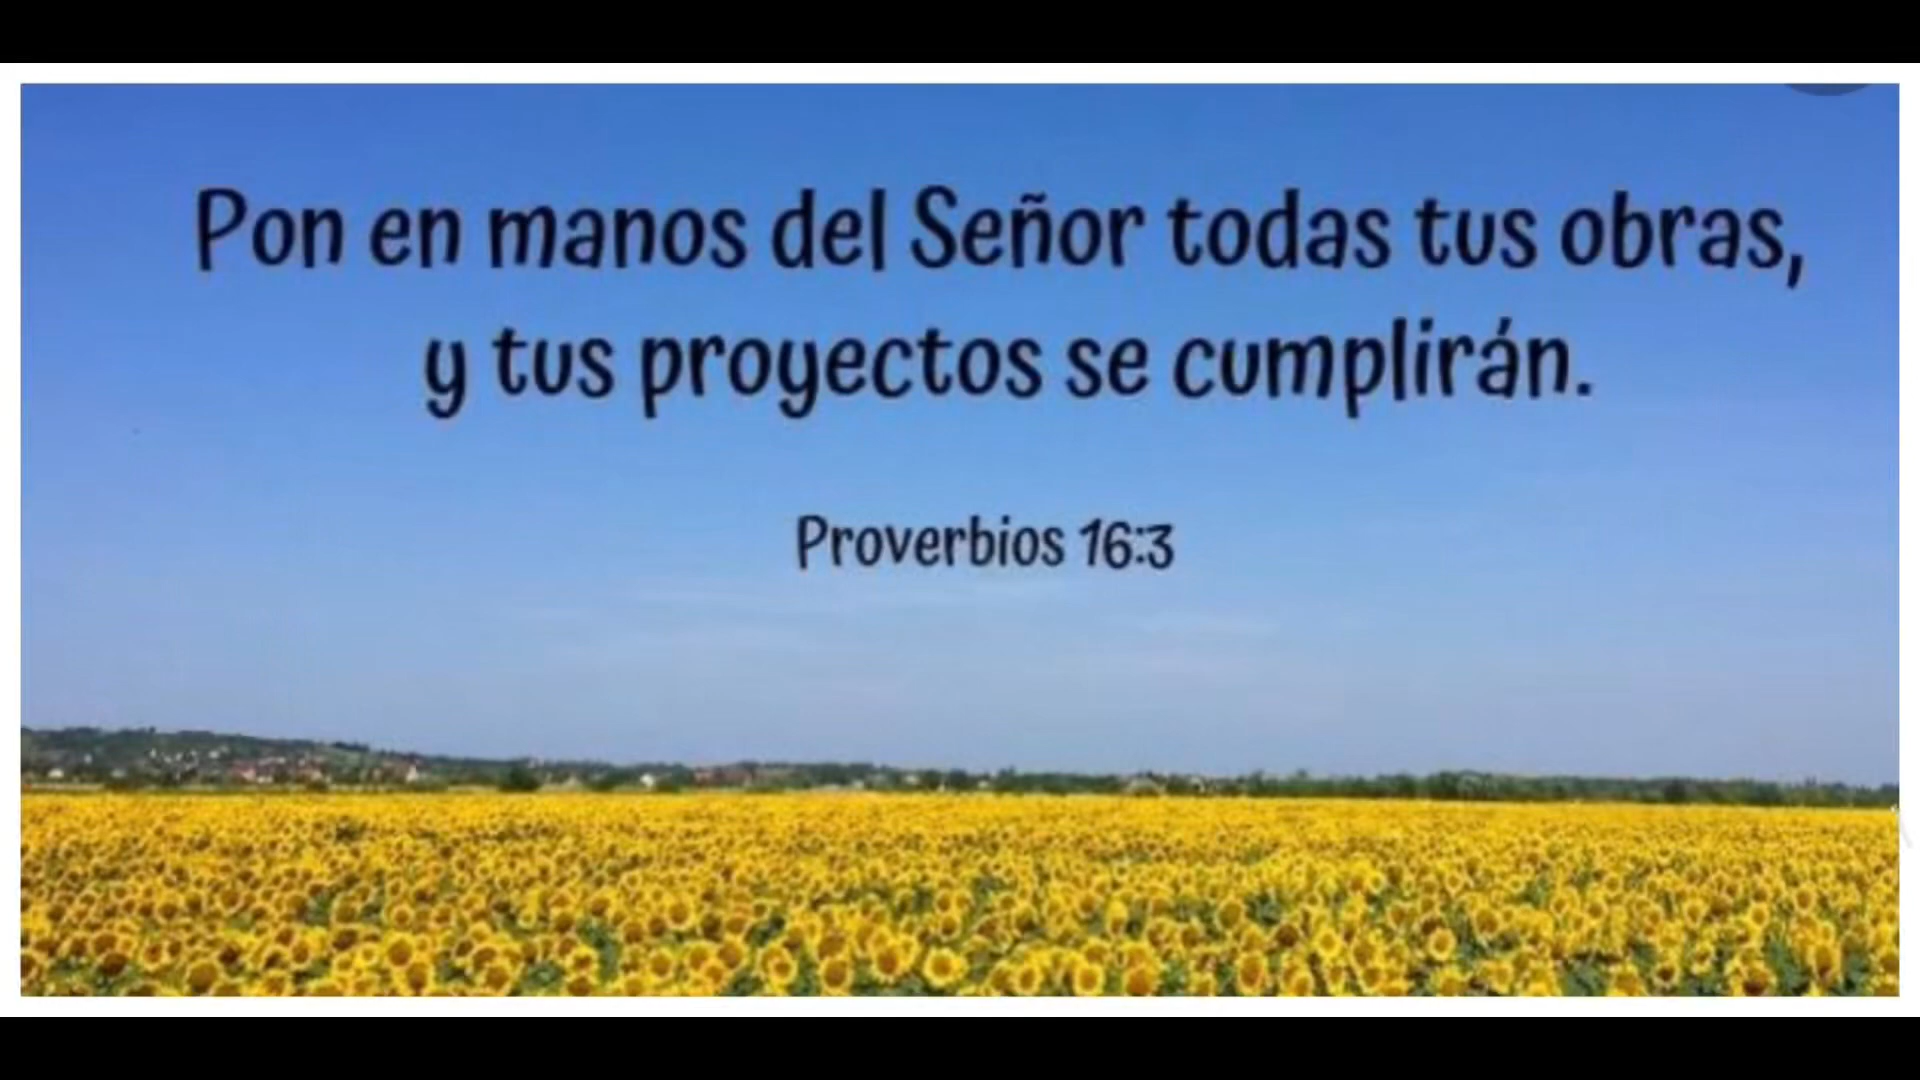 Pon en manos del Señor todas tus obras,
y tus proyectos se cumplirán.
Proverbios 16:3